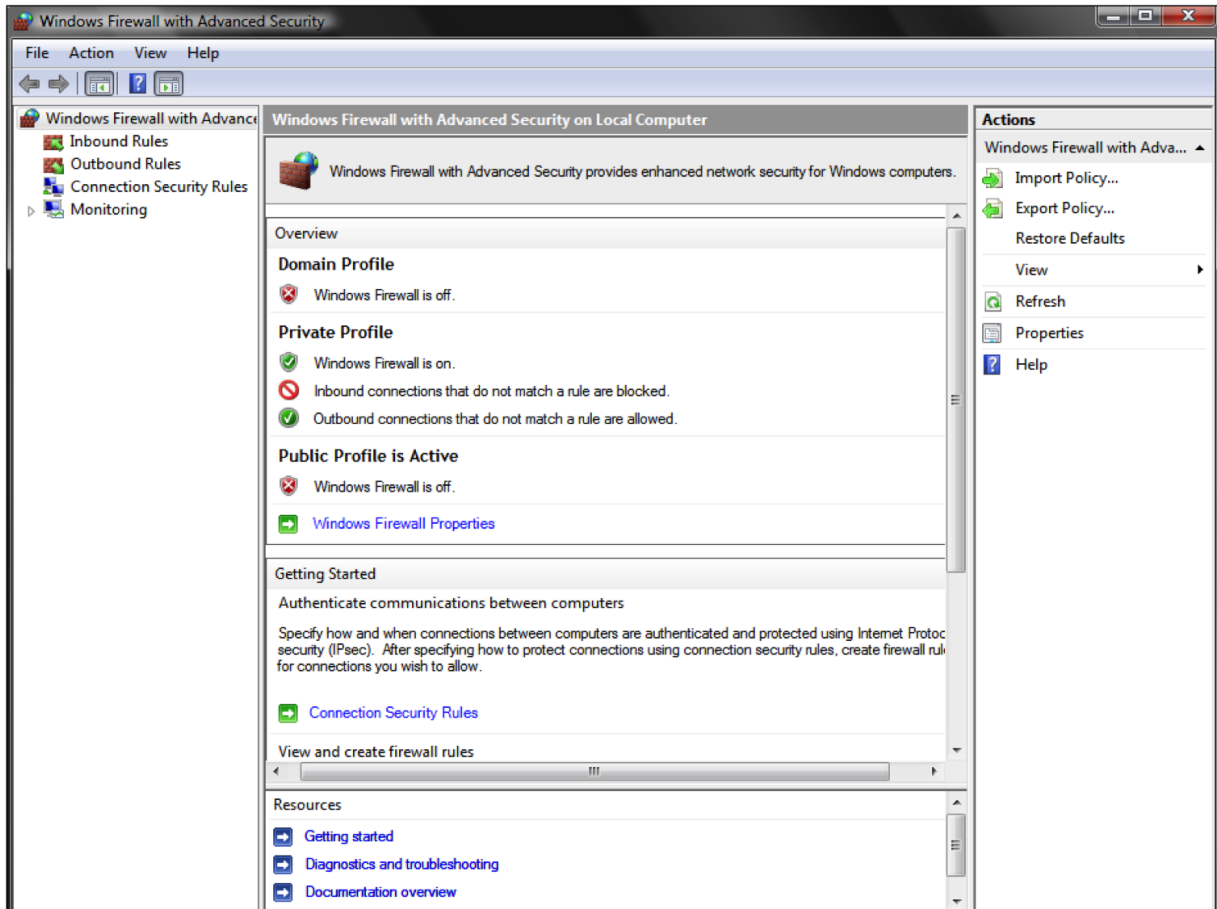 Windows Firewall with Advanced Security
File Action View Help
Windows Firewall with Advance
Inbound Rules
Outbound Rules
Connection Security Rules
Monitoring
Windows Firewall with Advanced Security on Local Computer
Windows Firewall with Advanced Security provides enhanced network security for Windows computers.
Overview
Domain Profile
Windows Firewall is off.
Private Profile
Windows Firewall is on.
Inbound connections that do not match a rule are blocked.
Outbound connections that do not match a rule are allowed.
Public Profile is Active
Windows Firewall is off.
Windows Firewall Properties
Getting Started
Authenticate communications between computers
Specify how and when connections between computers are authenticated and protected using Internet Protoc
security (IPsec). After specifying how to protect connections using connection security rules, create firewall rul
for connections you wish to allow.
Connection Security Rules
View and create firewall rules
Resources
Getting started
Diagnostics and troubleshooting
Documentation overview
Actions
Windows Firewall with Adva...
Import Policy...
Export Policy...
Restore Defaults
View
Refresh
Properties
Help